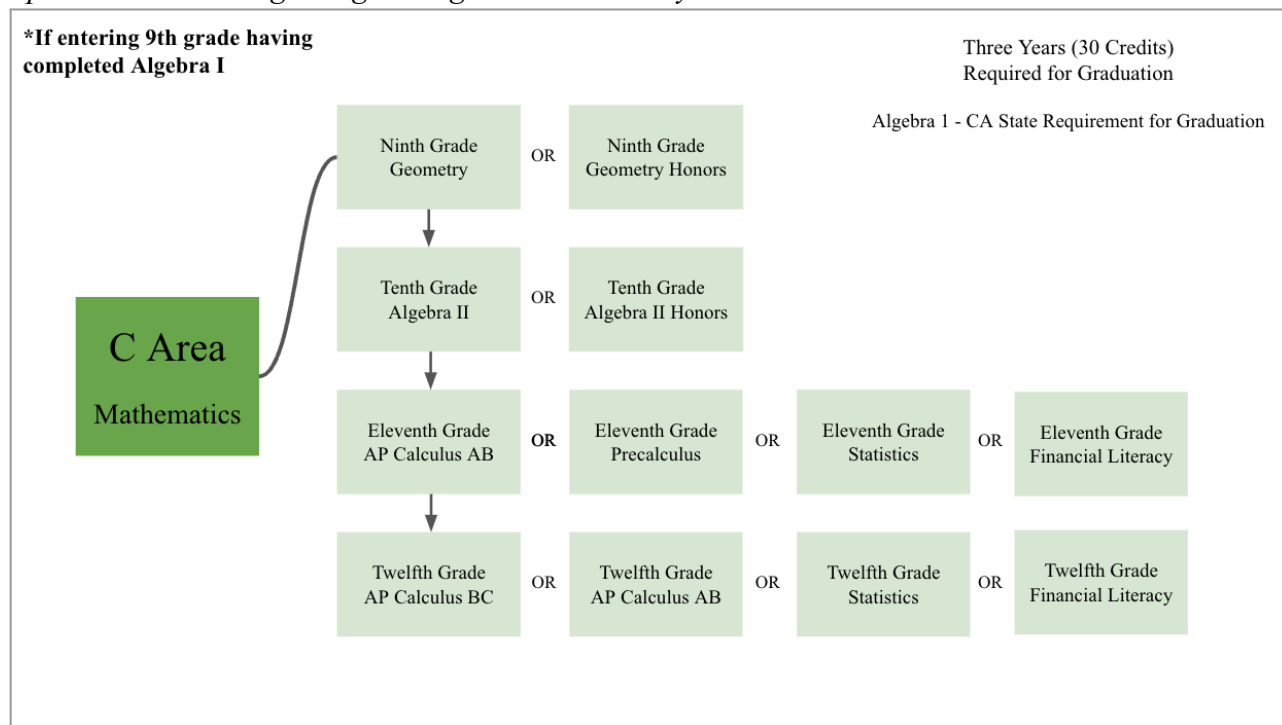 *If entering 9th grade having
completed Algebra I
Three Years (30 Credits)
Required for Graduation
Algebra 1 - CA State Requirement for Graduation
C Area
Mathematics
Ninth Grade
Geometry
OR
Ninth Grade
Geometry Honors
Tenth Grade
Algebra II
OR
Tenth Grade
Algebra II Honors
Eleventh Grade
AP Calculus AB
OR
Eleventh Grade
Precalculus
OR
Eleventh Grade
Statistics
OR
Eleventh Grade
Financial Literacy
Twelfth Grade
AP Calculus BC
OR
Twelfth Grade
AP Calculus AB
OR
Twelfth Grade
Statistics
OR
Twelfth Grade
Financial Literacy